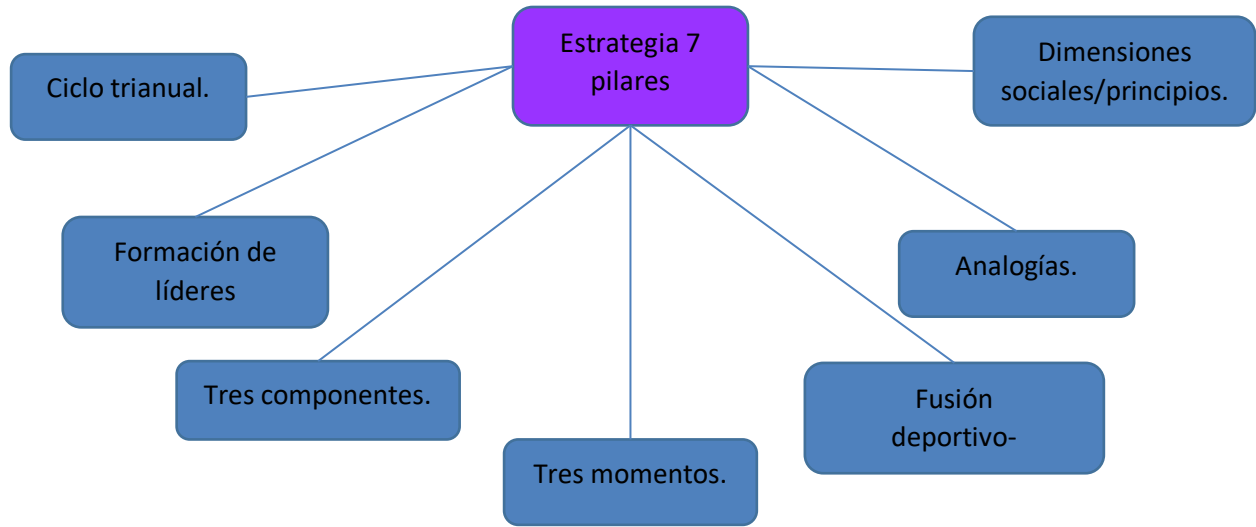 Estrategia 7
pilares
Ciclo trianual.
Dimensiones
sociales/principios.
Formación de
líderes
Analogías.
Tres componentes.
Fusión
deportivo-
Tres momentos.